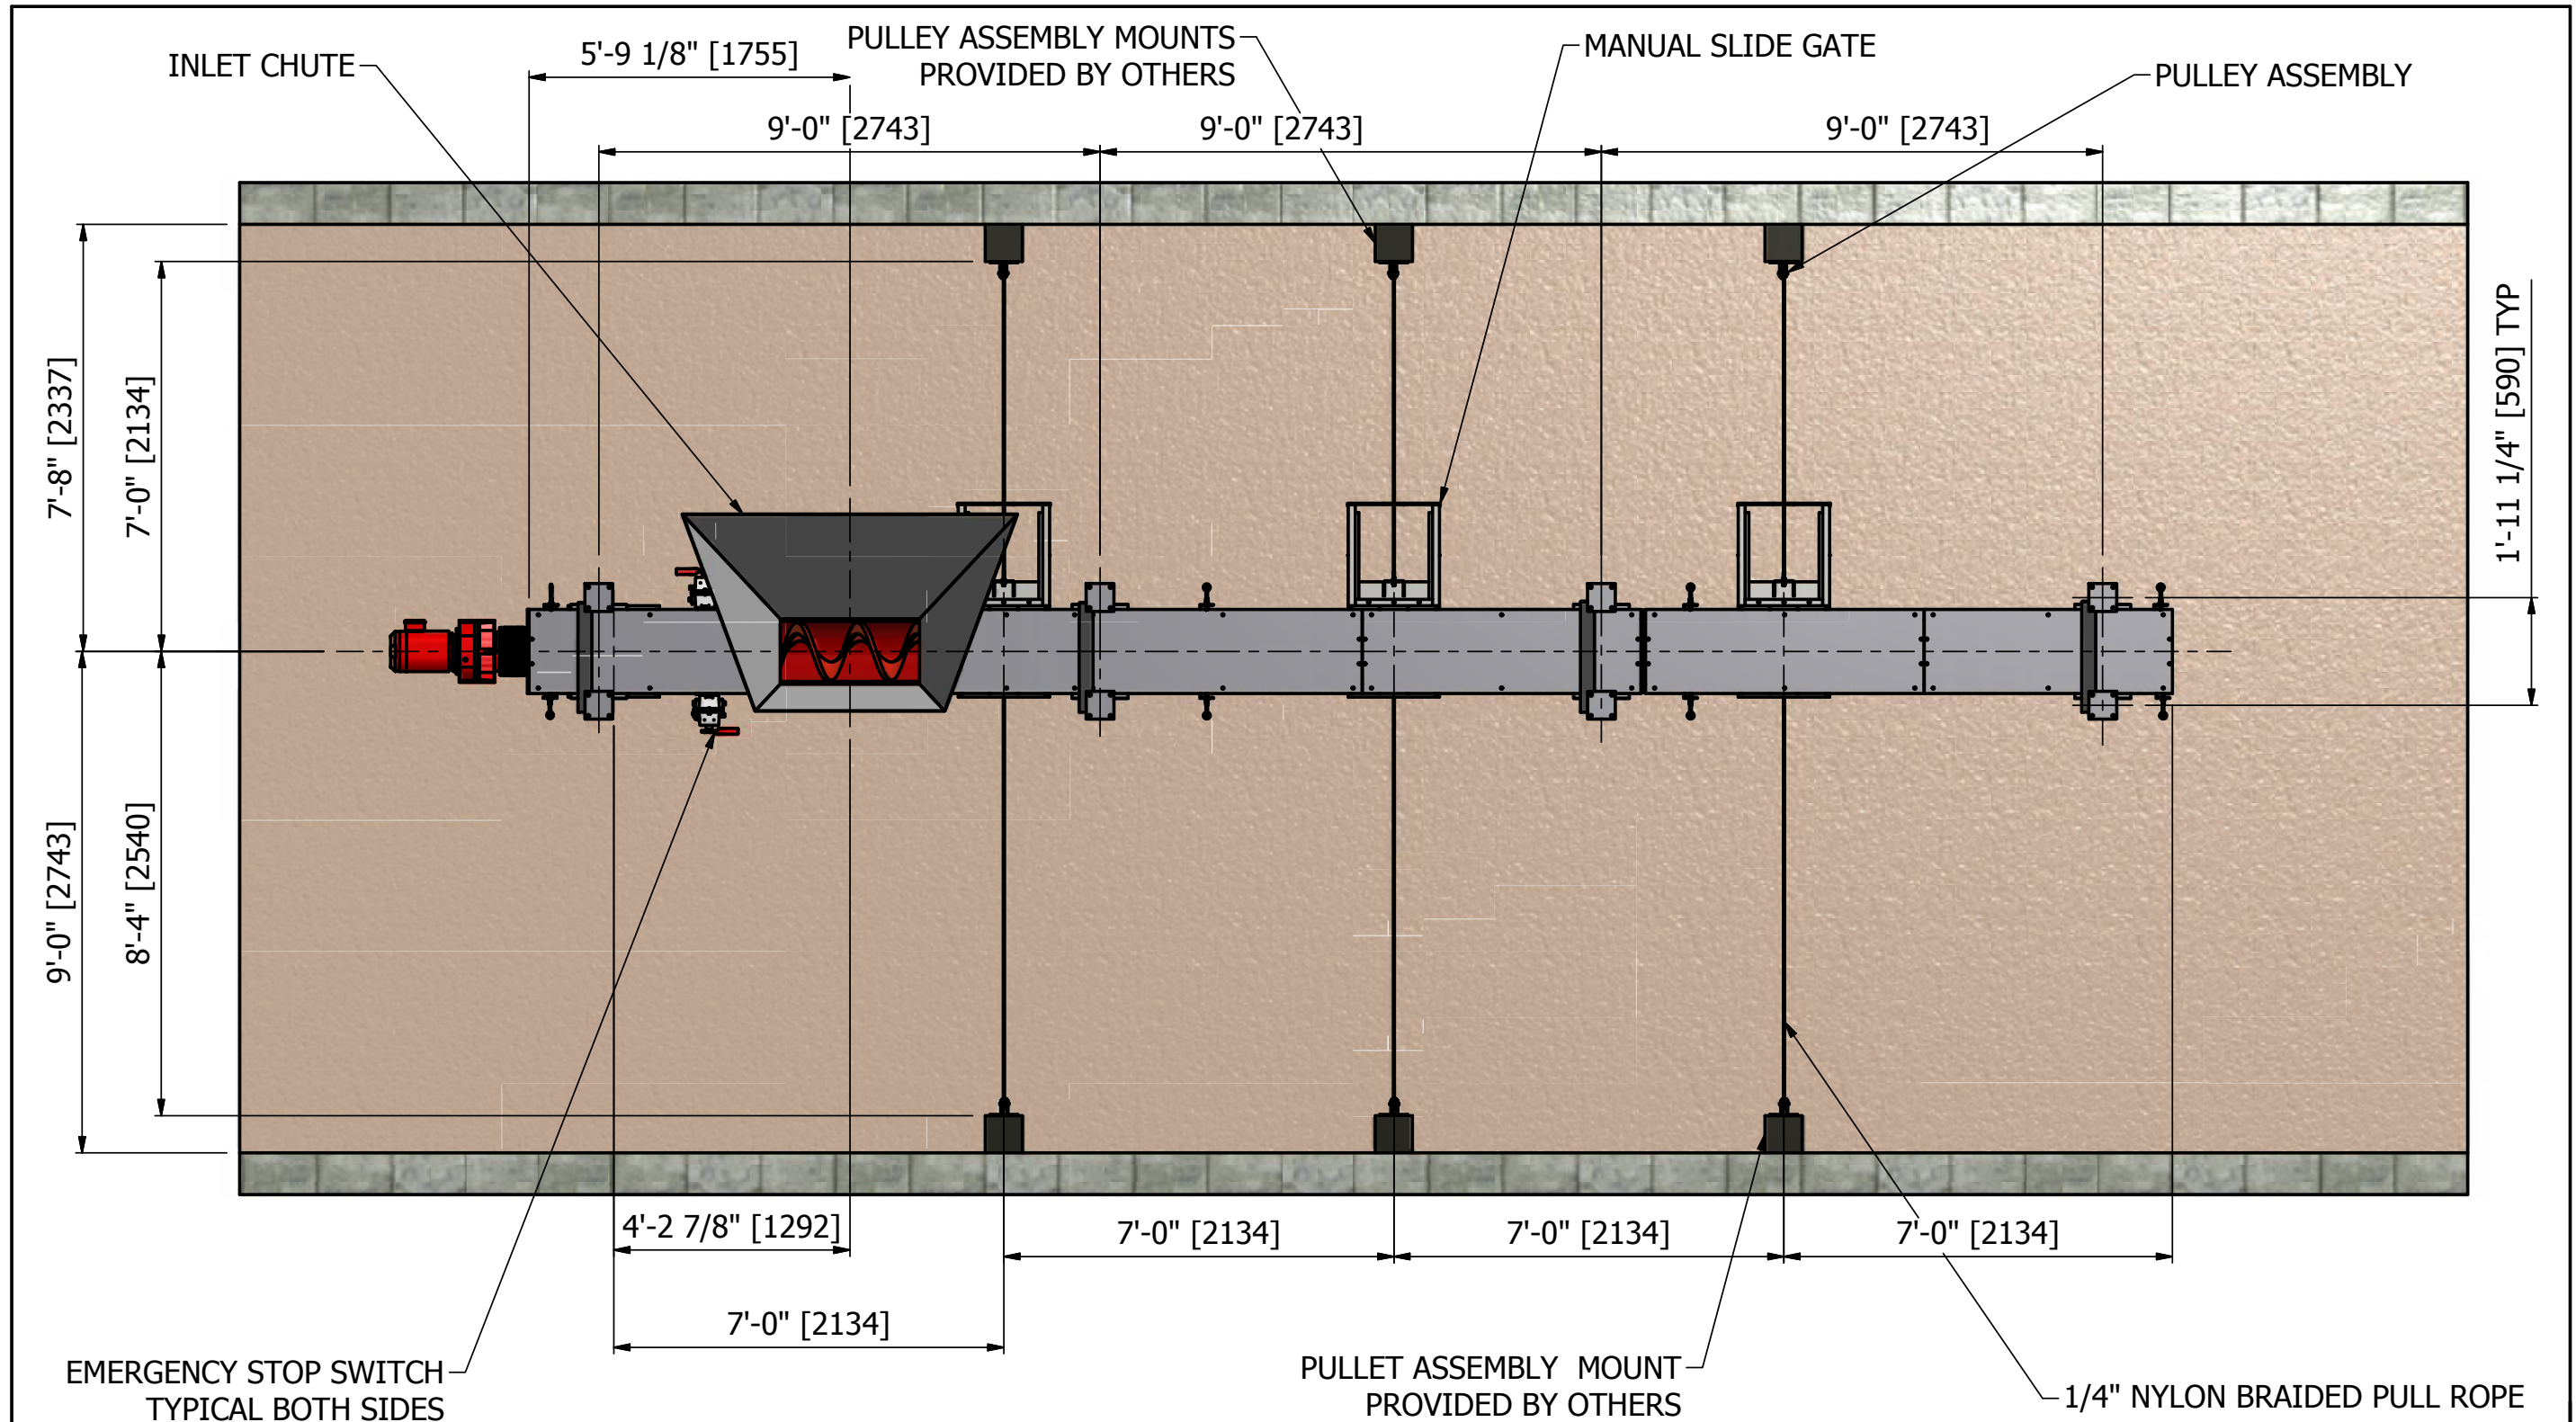 INLET CHUTE
5'-9 1/8" [1755]
PULLEY ASSEMBLY MOUNTS
PROVIDED BY OTHERS
MANUAL SLIDE GATE
PULLEY ASSEMBLY
9'-0" [2743]
9'-0" [2743]
9'-0" [2743]
7'-8" [2337]
7'-0" [2134]
1'-11 1/4" [590] TYP
9'-0" [2743]
8'-4" [2540]
4'-2 7/8" [1292]
7'-0" [2134]
7'-0" [2134]
7'-0" [2134]
7'-0" [2134]
EMERGENCY STOP SWITCH
TYPICAL BOTH SIDES
PULLET ASSEMBLY  MOUNT
PROVIDED BY OTHERS
1/4" NYLON BRAIDED PULL ROPE